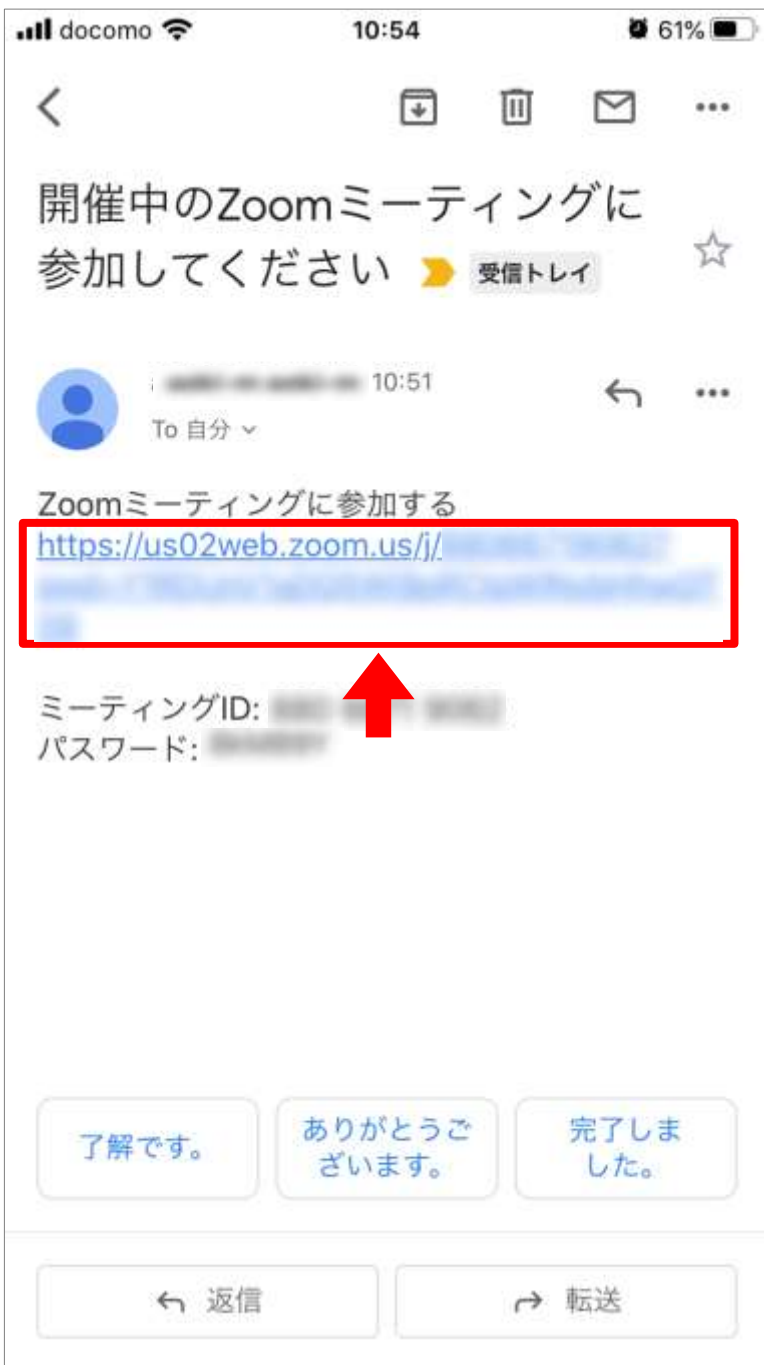 docomo 10:54 61%
開催中のZoomミーティングに
参加してください 受信トレイ
10:51
To 自分
Zoomミーティングに参加する
https://us02web.zoom.us/j/
ミーティングID:
パスワード:
了解です。
ありがとうご
ざいます。
完了しま
した。
返信
転送